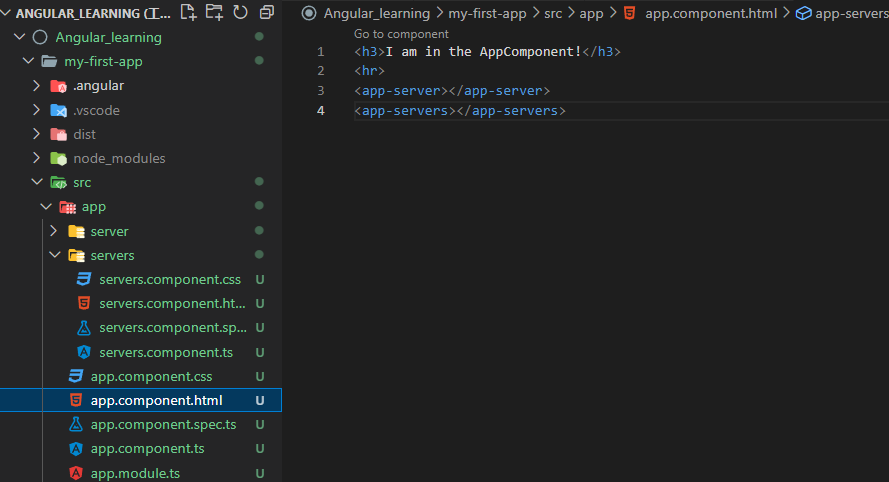 ANGULAR_LEARNING (工...
Angular_learning
my-first-app
.angular
.vscode
dist
node_modules
src
app
server
servers
servers.component.css U
servers.component.ht... U
servers.component.sp... U
servers.component.ts U
app.component.css U
app.component.html U
app.component.spec.ts U
app.component.ts U
app.module.ts U
Angular_learning > my-first-app > src > app > app.component.html > app-servers
Go to component
1 <h3>I am in the AppComponent!</h3>
2 <hr>
3 <app-server></app-server>
4 <app-servers></app-servers>